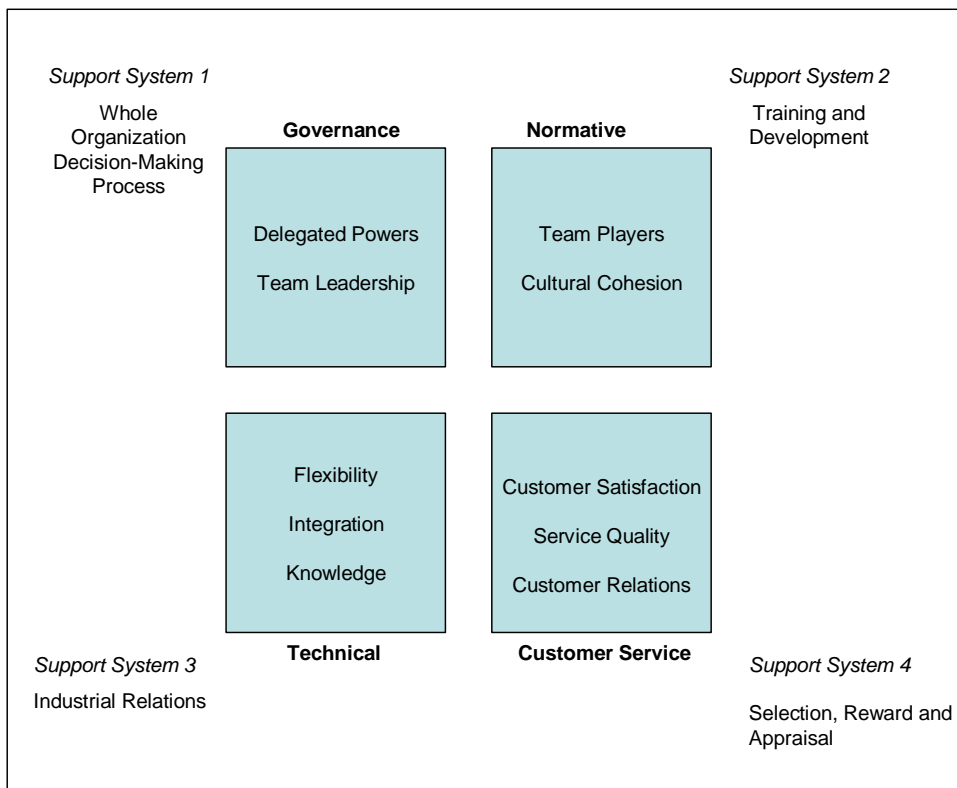 Support System 1
Whole
Organization
Decision-Making
Process
Support System 2
Training and
Development
Governance
Normative
Delegated Powers
Team Leadership
Team Players
Cultural Cohesion
Flexibility
Integration
Knowledge
Customer Satisfaction
Service Quality
Customer Relations
Technical
Customer Service
Support System 3
Industrial Relations
Support System 4
Selection, Reward and
Appraisal